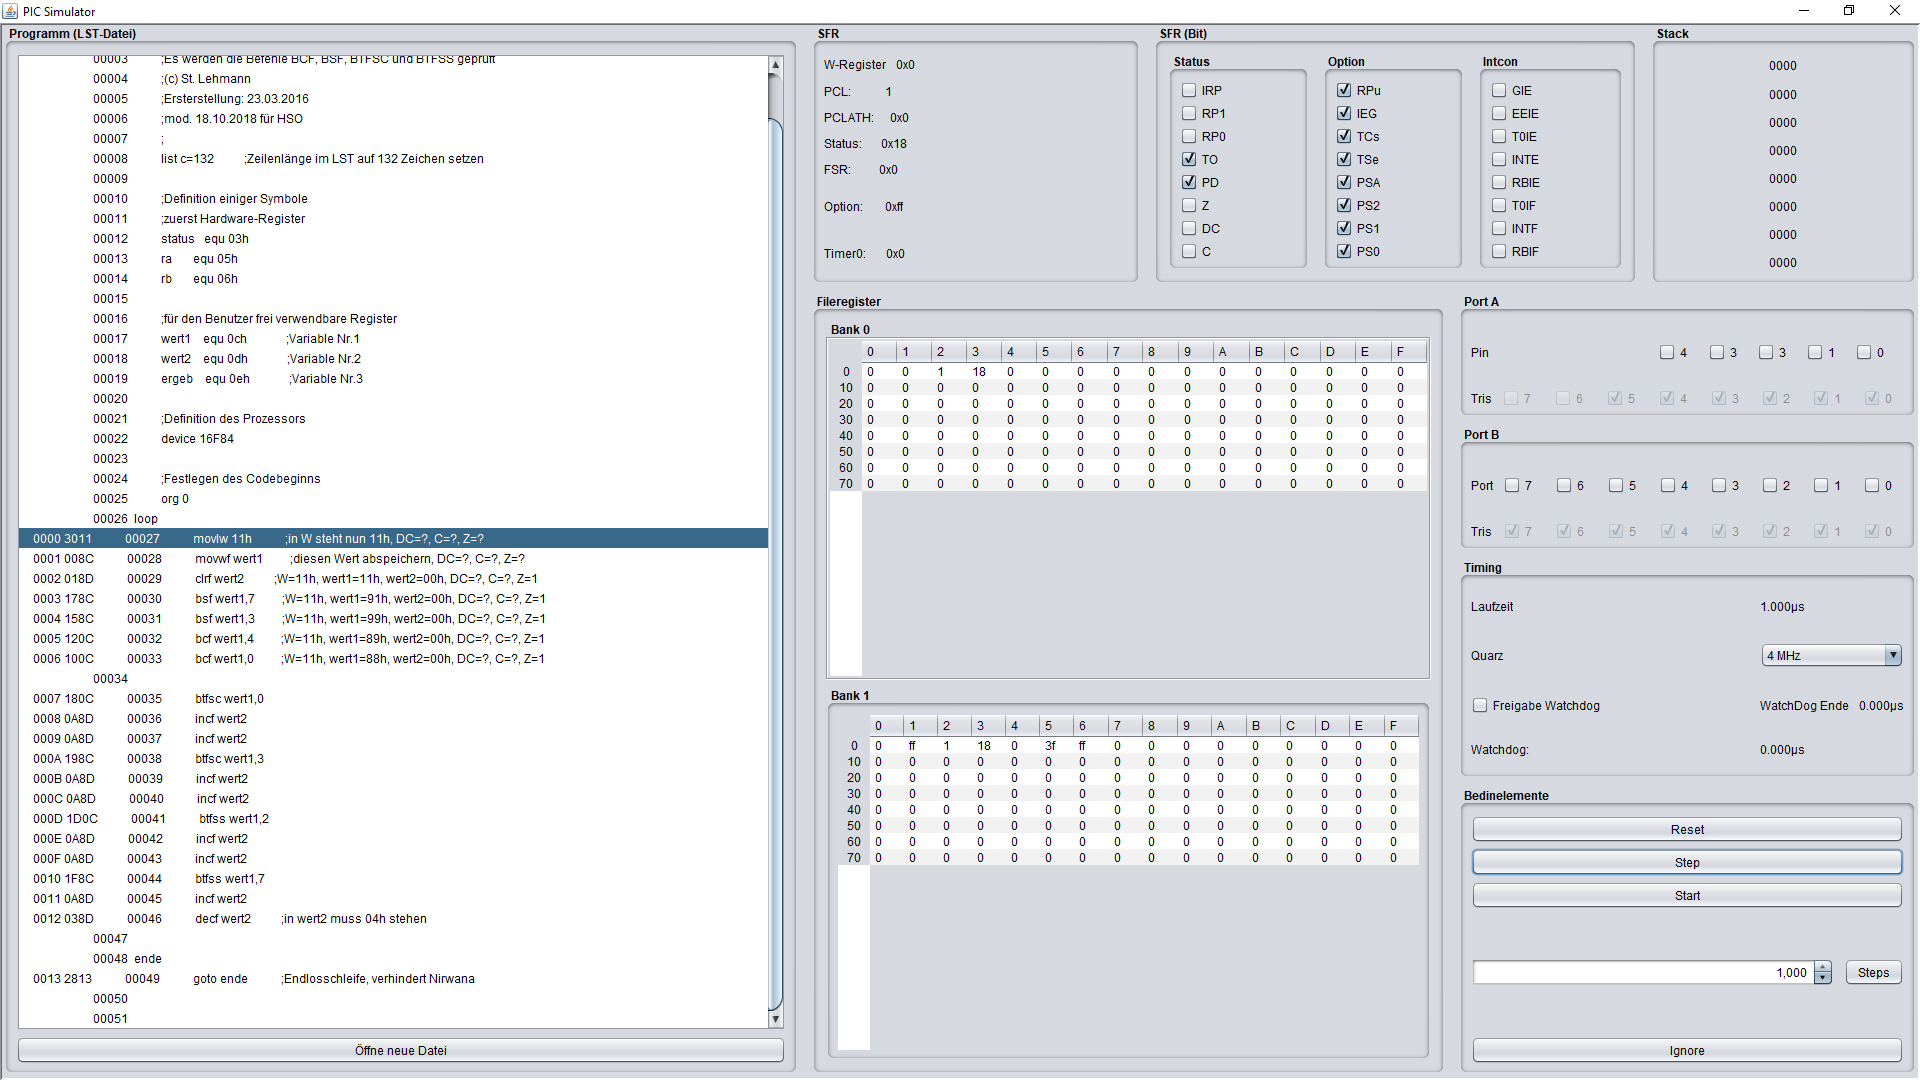 PIC Simulator
Programm (LST-Datei)
00003 ;Es werden die Befehle BCF, BSF, BTFSC und BTFSS geprüft
00004 ;(c) St. Lehmann
00005 ;Ersterstellung: 23.03.2016
00006 ;mod. 18.10.2018 für HSO
00007 ;
00008 list c=132 ;Zeilenlänge im LST auf 132 Zeichen setzen
00009
00010 ;Definition einiger Symbole
00011 ;zuerst Hardware-Register
00012 status equ 03h
00013 ra equ 05h
00014 rb equ 06h
00015
00016 ;für den Benutzer frei verwendbare Register
00017 wert1 equ 0ch ;Variable Nr.1
00018 wert2 equ 0dh ;Variable Nr.2
00019 ergeb equ 0eh ;Variable Nr.3
00020
00021 ;Definition des Prozessors
00022 device 16F84
00023
00024 ;Festlegen des Codebeginns
00025 org 0
00026 loop
0000 3011 00027 movlw 11h ;in W steht nun 11h, DC=?, C=?, Z=?
0001 008C 00028 movwf wert1 ;diesen Wert abspeichern, DC=?, C=?, Z=?
0002 018D 00029 clrf wert2 ;W=11h, wert1=11h, wert2=00h, DC=?, C=?, Z=1
0003 178C 00030 bsf wert1,7 ;W=11h, wert1=91h, wert2=00h, DC=?, C=?, Z=1
0004 158C 00031 bsf wert1,3 ;W=11h, wert1=99h, wert2=00h, DC=?, C=?, Z=1
0005 120C 00032 bcf wert1,4 ;W=11h, wert1=89h, wert2=00h, DC=?, C=?, Z=1
0006 100C 00033 bcf wert1,0 ;W=11h, wert1=88h, wert2=00h, DC=?, C=?, Z=1
00034
0007 180C 00035 btfsc wert1,0
0008 0A8D 00036 incf wert2
0009 0A8D 00037 incf wert2
000A 198C 00038 btfsc wert1,3
000B 0A8D 00039 incf wert2
000C 0A8D 00040 incf wert2
000D 1D0C 00041 btfss wert1,2
000E 0A8D 00042 incf wert2
000F 0A8D 00043 incf wert2
0010 1F8C 00044 btfss wert1,7
0011 0A8D 00045 incf wert2
0012 038D 00046 decf wert2 ;in wert2 muss 04h stehen
00047
00048 ende
0013 2813 00049 goto ende ;Endlosschleife, verhindert Nirwana
00050
00051
Öffne neue Datei
SFR
W-Register 0x0
PCL: 1
PCLATH: 0x0
Status: 0x18
FSR: 0x0
Option: 0xff
Timer0: 0x0
SFR (Bit)
Status
IRP
RP1
RP0
TO
PD
Z
DC
C
Option
RPu
IEG
TCs
TSe
PSA
PS2
PS1
PS0
Intcon
GIE
EEIE
T0IE
INTE
RBIE
T0IF
INTF
RBIF
Stack
0000
0000
0000
0000
0000
0000
0000
0000
Fileregister
Bank 0
0 1 2 3 4 5 6 7 8 9 A B C D E F
0 0 0 1 18 0 0 0 0 0 0 0 0 0 0 0 0
10 0 0 0 0 0 0 0 0 0 0 0 0 0 0 0 0
20 0 0 0 0 0 0 0 0 0 0 0 0 0 0 0 0
30 0 0 0 0 0 0 0 0 0 0 0 0 0 0 0 0
40 0 0 0 0 0 0 0 0 0 0 0 0 0 0 0 0
50 0 0 0 0 0 0 0 0 0 0 0 0 0 0 0 0
60 0 0 0 0 0 0 0 0 0 0 0 0 0 0 0 0
70 0 0 0 0 0 0 0 0 0 0 0 0 0 0 0 0
Bank 1
0 1 2 3 4 5 6 7 8 9 A B C D E F
0 0 ff 1 18 0 3f ff 0 0 0 0 0 0 0 0 0
10 0 0 0 0 0 0 0 0 0 0 0 0 0 0 0 0
20 0 0 0 0 0 0 0 0 0 0 0 0 0 0 0 0
30 0 0 0 0 0 0 0 0 0 0 0 0 0 0 0 0
40 0 0 0 0 0 0 0 0 0 0 0 0 0 0 0 0
50 0 0 0 0 0 0 0 0 0 0 0 0 0 0 0 0
60 0 0 0 0 0 0 0 0 0 0 0 0 0 0 0 0
70 0 0 0 0 0 0 0 0 0 0 0 0 0 0 0 0
Port A
Pin 4 3 3 1 0
Tris 7 6 5 4 3 2 1 0
Port B
Port 7 6 5 4 3 2 1 0
Tris 7 6 5 4 3 2 1 0
Timing
Laufzeit 1.000µs
Quarz 4 MHz
Freigabe Watchdog WatchDog Ende 0.000µs
Watchdog: 0.000µs
Bedinelemente
Reset
Step
Start
1,000 Steps
Ignore